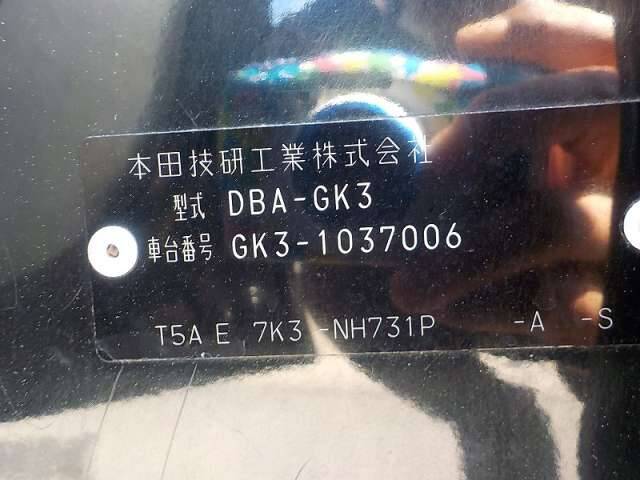 本田技研工業株式会社
型式 DBA-GK3
車台番号 GK3-1037006
T5A E 7K3 -NH731P -A -S